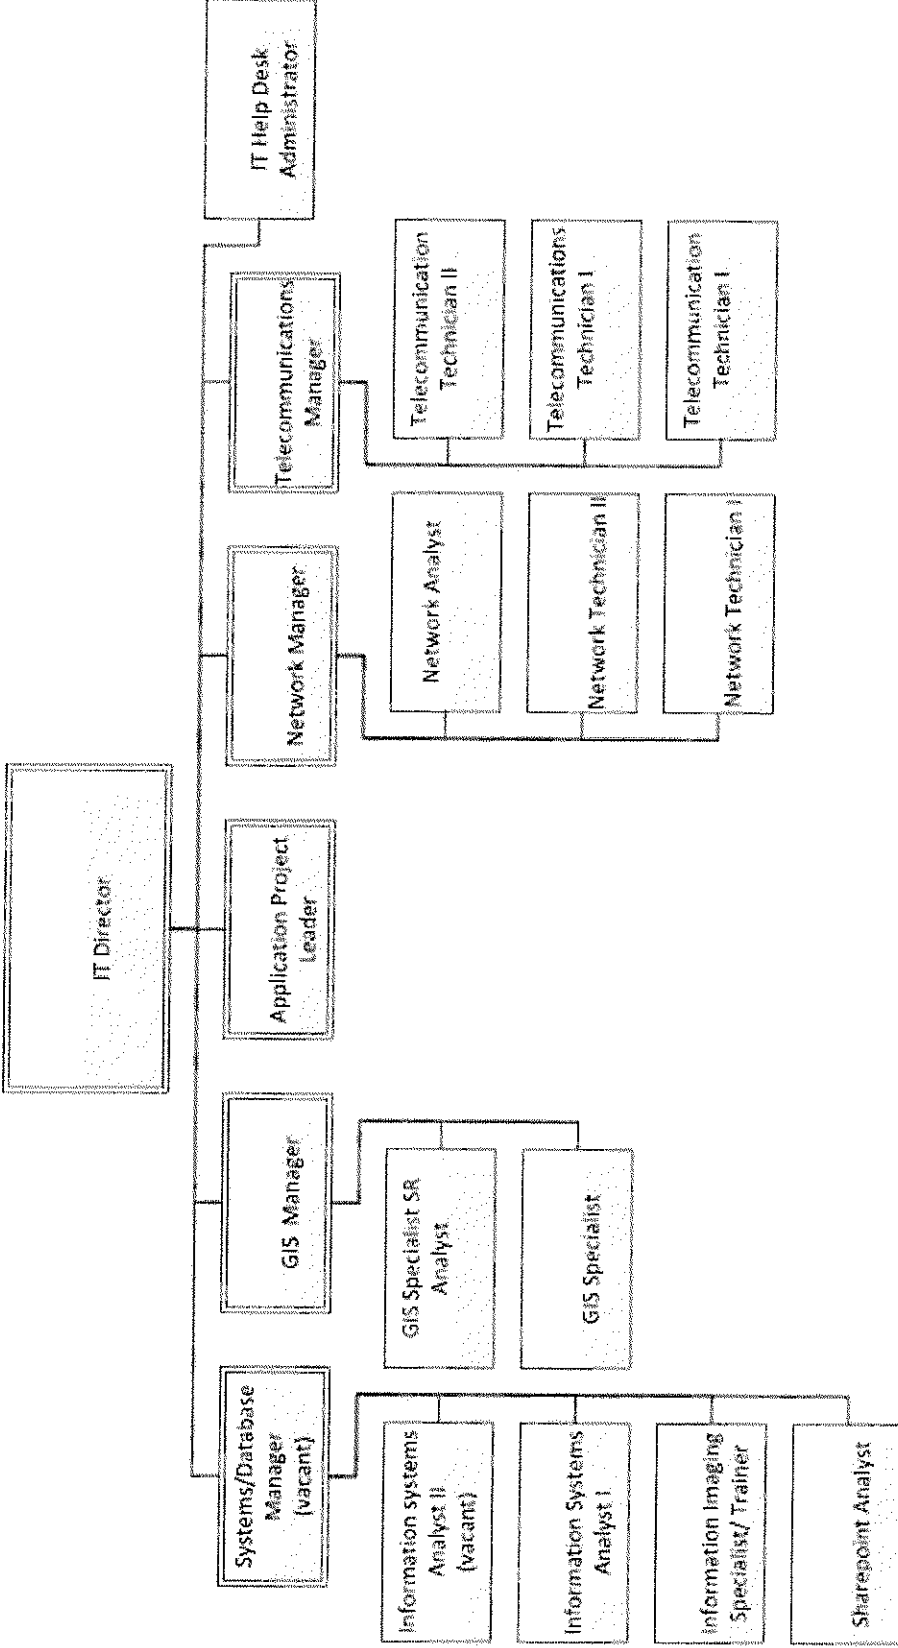 IT Director
Systems/Database
Manager
(vacant)
GIS Manager
Application Project
Leader
Network Manager
Telecommunications
Manager
IT Help Desk
Administrator
Information systems
Analyst II
(vacant)
Information Systems
Analyst I
Information Imaging
Specialist/ Trainer
Sharepoint Analyst
GIS Specialist SR
Analyst
GIS Specialist
Network Analyst
Network Technician II
Network Technician I
Telecommunication
Technician II
Telecommunications
Technician I
Telecommunication
Technician I